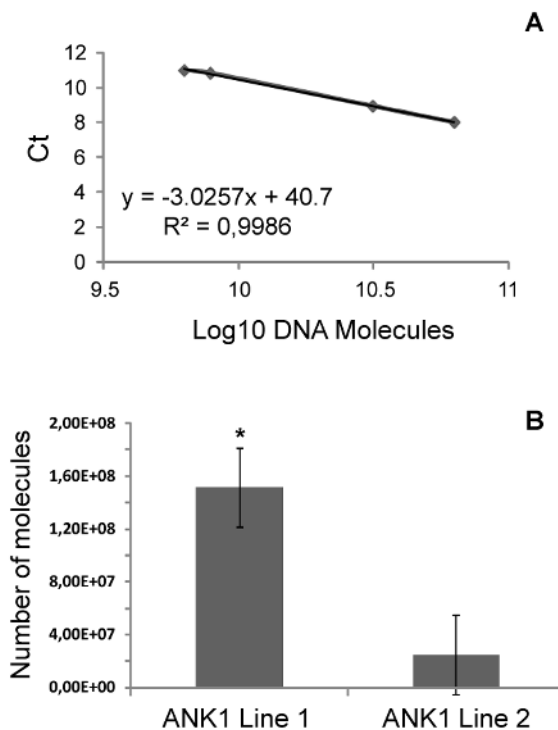 A
12
10
8
6
4
2
0
Ct
y = -3.0257x + 40.7
R² = 0,9986
9.5 10 10.5 11
Log10 DNA Molecules
B
2,00E+08
1,60E+08
1,20E+08
8,00E+07
4,00E+07
0,00E+00
Number of molecules
*
ANK1 Line 1 ANK1 Line 2